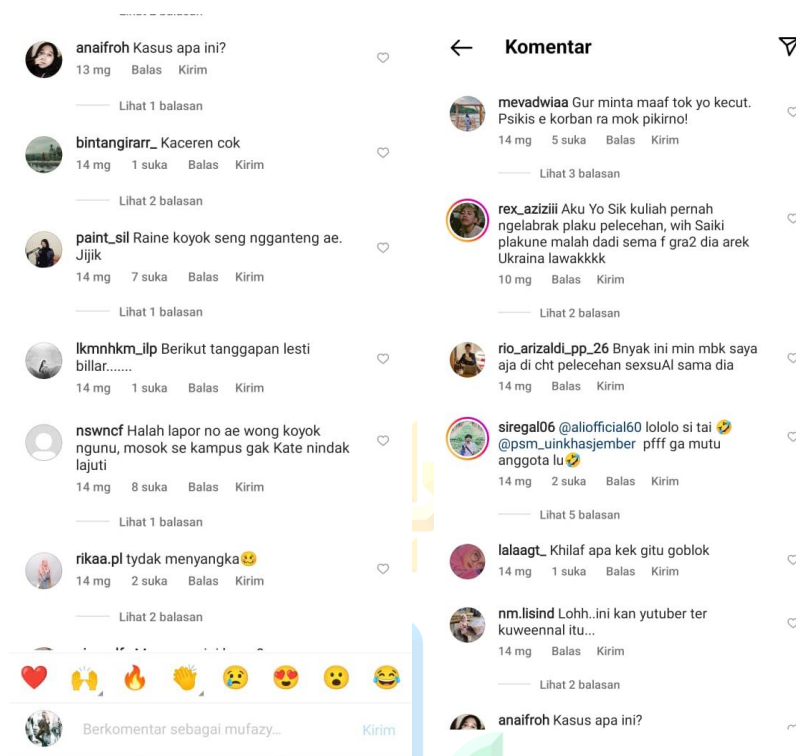 anaifroh Kasus apa ini?
13 mg Balas Kirim
Lihat 1 balasan
bintangirarr_ Kaceren cok
14 mg 1 suka Balas Kirim
Lihat 2 balasan
paint_sil Raine koyok seng ngganteng ae.
Jijik
14 mg 7 suka Balas Kirim
Lihat 1 balasan
lkmnhkm_ilp Berikut tanggapan lesti
billar.......
14 mg 1 suka Balas Kirim
nswncf Halah lapor no ae wong koyok
ngunu, mosok se kampus gak Kate nindak
lajuti
14 mg 8 suka Balas Kirim
Lihat 1 balasan
rikaa.pl tydak menyangka🥴
14 mg 2 suka Balas Kirim
Lihat 2 balasan
❤️ 🙌 🔥 👏 😢 😍 😮 😂
Berkomentar sebagai mufazy...
Kirim
Komentar
mevadwiaa Gur minta maaf tok yo kecut.
Psikis e korban ra mok pikirno!
14 mg 5 suka Balas Kirim
Lihat 3 balasan
rex_aziziii Aku Yo Sik kuliah pernah
ngelabrak plaku pelecehan, wih Saiki
plakune malah dadi sema f gra2 dia arek
Ukraina lawakkkk
10 mg Balas Kirim
Lihat 2 balasan
rio_arizaldi_pp_26 Bnyak ini min mbk saya
aja di cht pelecehan sexsuAl sama dia
14 mg Balas Kirim
siregal06 @aliofficial60 lololo si tai 🤣
@psm_uinkhasjember pfff ga mutu
anggota lu🤣
14 mg 2 suka Balas Kirim
Lihat 5 balasan
lalaagt_ Khilaf apa kek gitu goblok
14 mg 1 suka Balas Kirim
nm.lisind Lohh..ini kan yutuber ter
kuweennal itu...
14 mg Balas Kirim
Lihat 2 balasan
anaifroh Kasus apa ini?